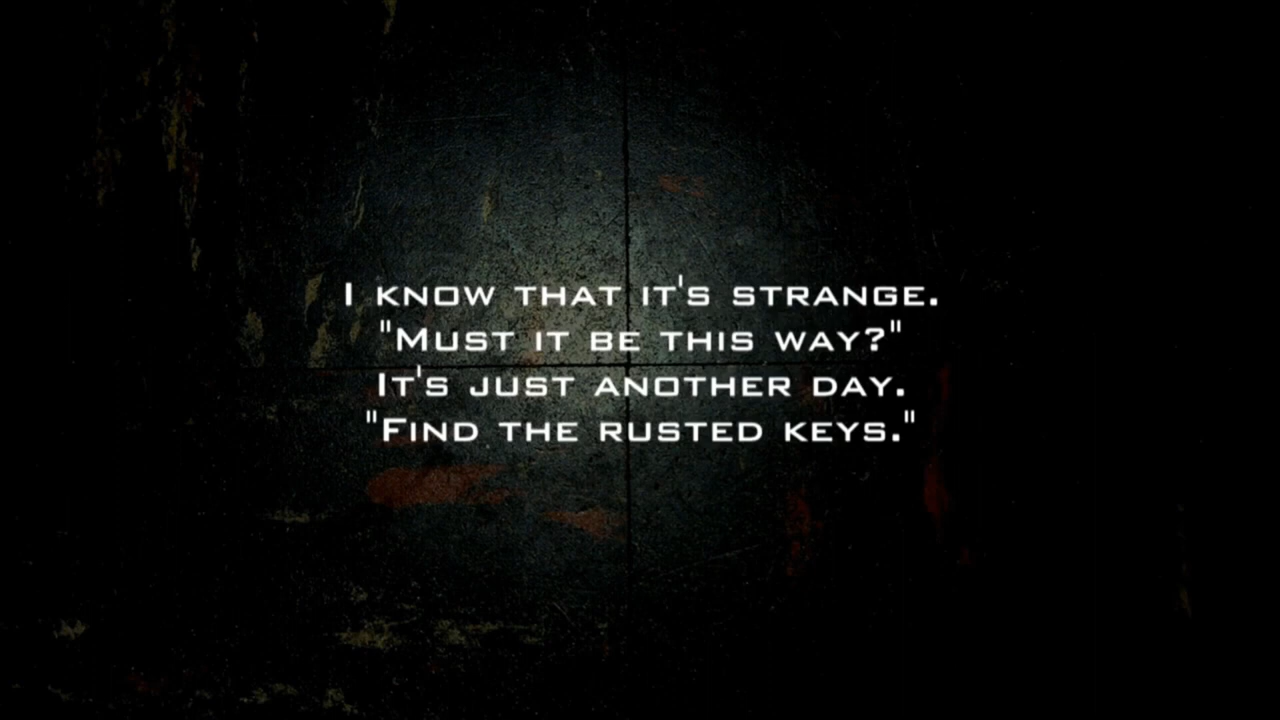 I know that it's strange.
"Must it be this way?"
It's just another day.
"Find the rusted keys."